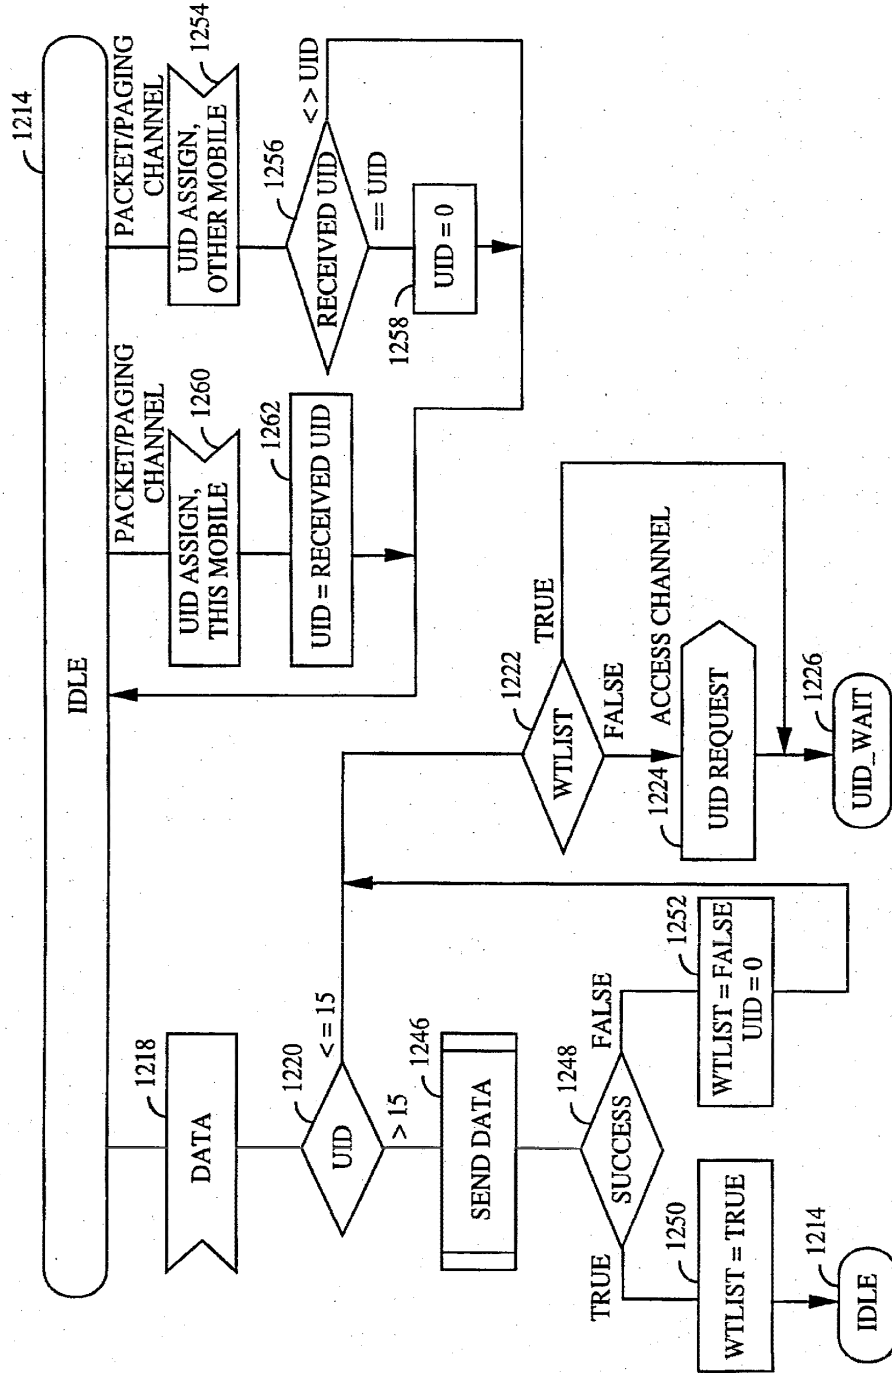 1214
IDLE
DATA
1218
UID
1220
< = 15
> 15
SEND DATA
1246
SUCCESS
1248
TRUE
FALSE
WTLIST = TRUE
1250
IDLE
1214
WTLIST = FALSE
UID = 0
1252
WTLIST
1222
TRUE
FALSE
ACCESS CHANNEL
UID REQUEST
1224
UID_WAIT
1226
PACKET/PAGING
CHANNEL
UID ASSIGN,
THIS MOBILE
1260
UID = RECEIVED UID
1262
PACKET/PAGING
CHANNEL
UID ASSIGN,
OTHER MOBILE
1254
RECEIVED UID
1256
< > UID
== UID
UID = 0
1258